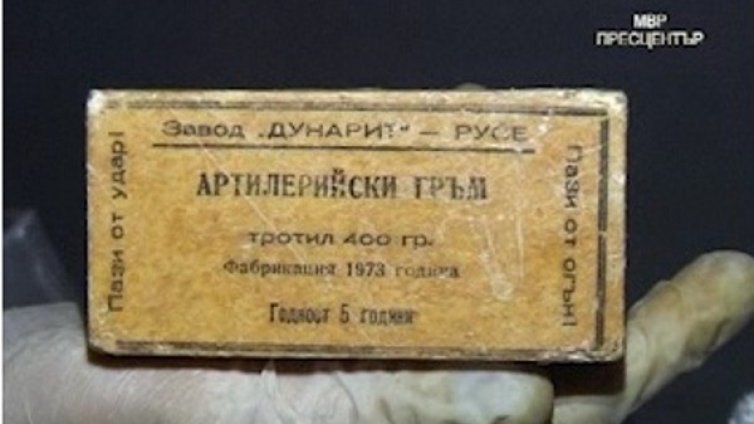 МВР
ПРЕСЦЕНТЪР
Завод „ДУНАРИТ" — РУСЕ
АРТИЛЕРИЙСКИ ГРЪМ
тротил 400 гр.
Фабрикация 1973 година
Годност 5 години
Пази от удар!
Пази от огън!